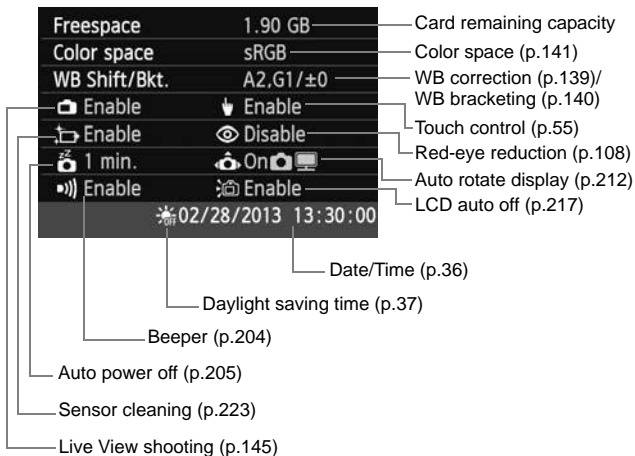 Freespace 1.90 GB Card remaining capacity
Color space sRGB Color space (p.141)
WB Shift/Bkt. A2,G1/±0 WB correction (p.139)/
WB bracketing (p.140)
Enable Enable Touch control (p.55)
Enable Disable Red-eye reduction (p.108)
1 min. On Auto rotate display (p.212)
Enable Enable LCD auto off (p.217)
OFF 02/28/2013 13:30:00
Date/Time (p.36)
Daylight saving time (p.37)
Beeper (p.204)
Auto power off (p.205)
Sensor cleaning (p.223)
Live View shooting (p.145)